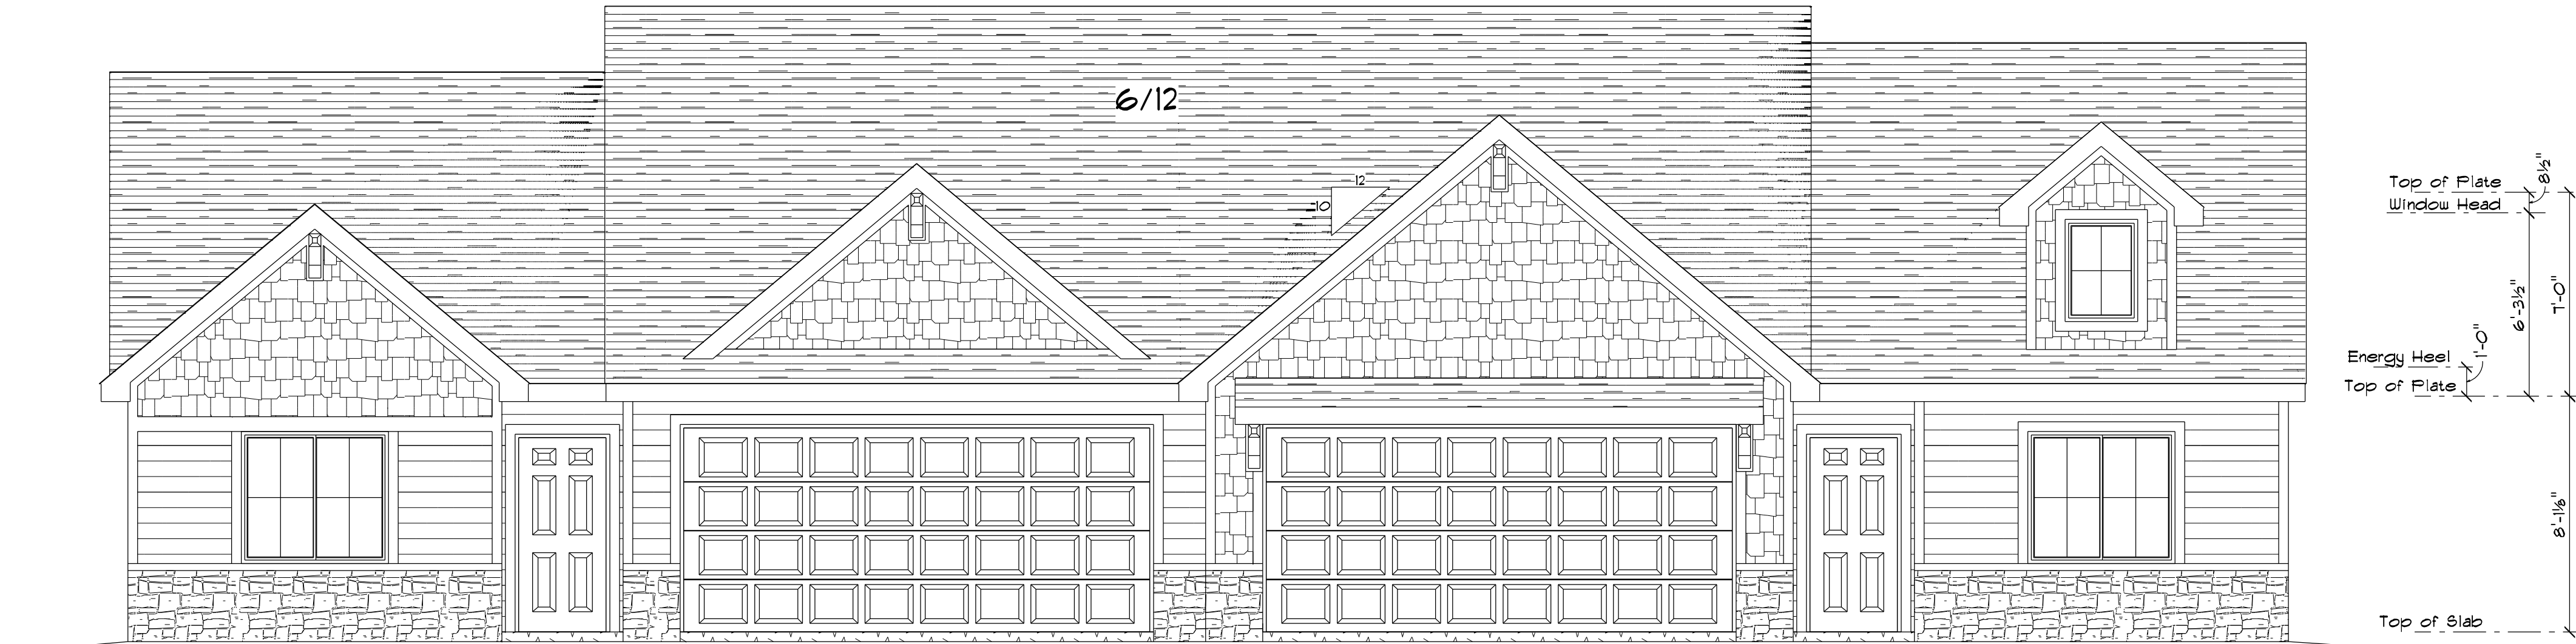 6/12
12
10
Top of Plate
Window Head
8½"
6'-3½"
7'-0"
Energy Heel
1'-0"
Top of Plate
8'-1⅛"
Top of Slab